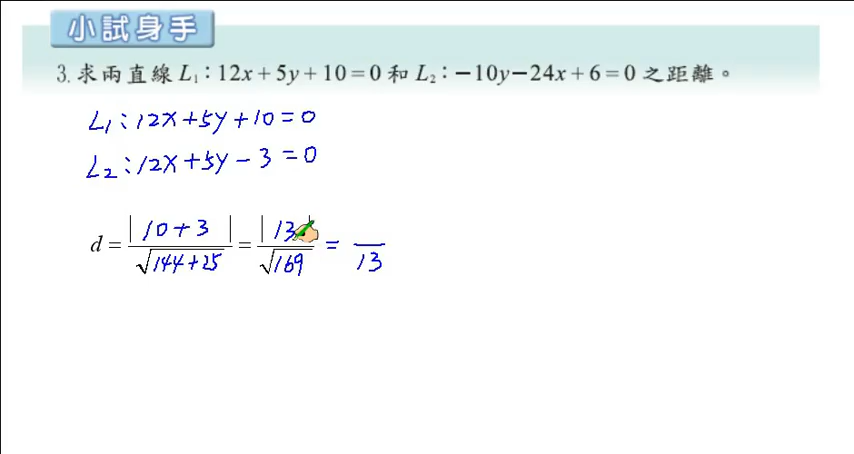 小試身手
3. 求兩直線 L₁：12x+5y+10=0 和 L₂：−10y−24x+6=0 之距離。
L₁：12x+5y+10=0
L₂：12x+5y−3=0
d = |10+3| / √(144+25) = |13| / √169 = — / 13